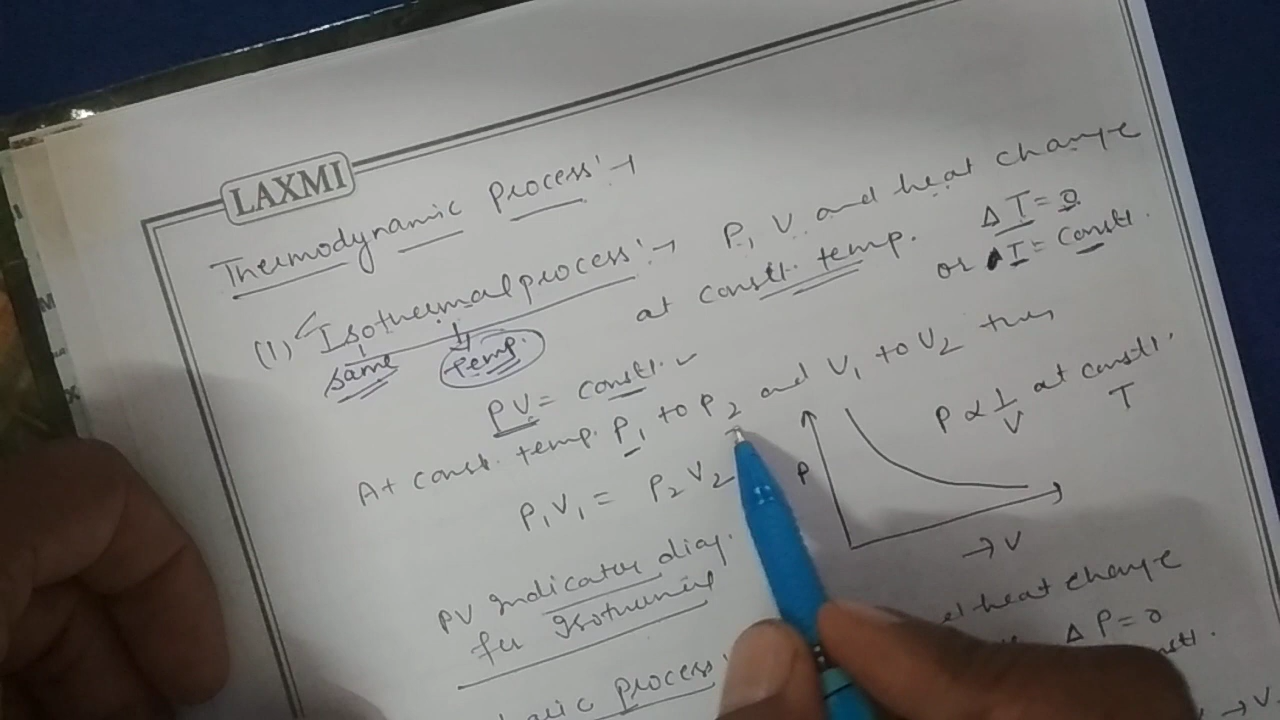 LAXMI
Thermodynamic Process:→
(1) Isothermal process:→ P, V and heat change
same temp. at constt. temp. ΔT = 0
or T = Constt.
PV = constt.
At const. temp. P₁ to P₂ and V₁ to V₂ then
P₁V₁ = P₂V₂
P ∝ 1/V at constt. T
P
→ V
PV Indicator diag.
for Isothermal
heat change
process ΔP = 0
→ V